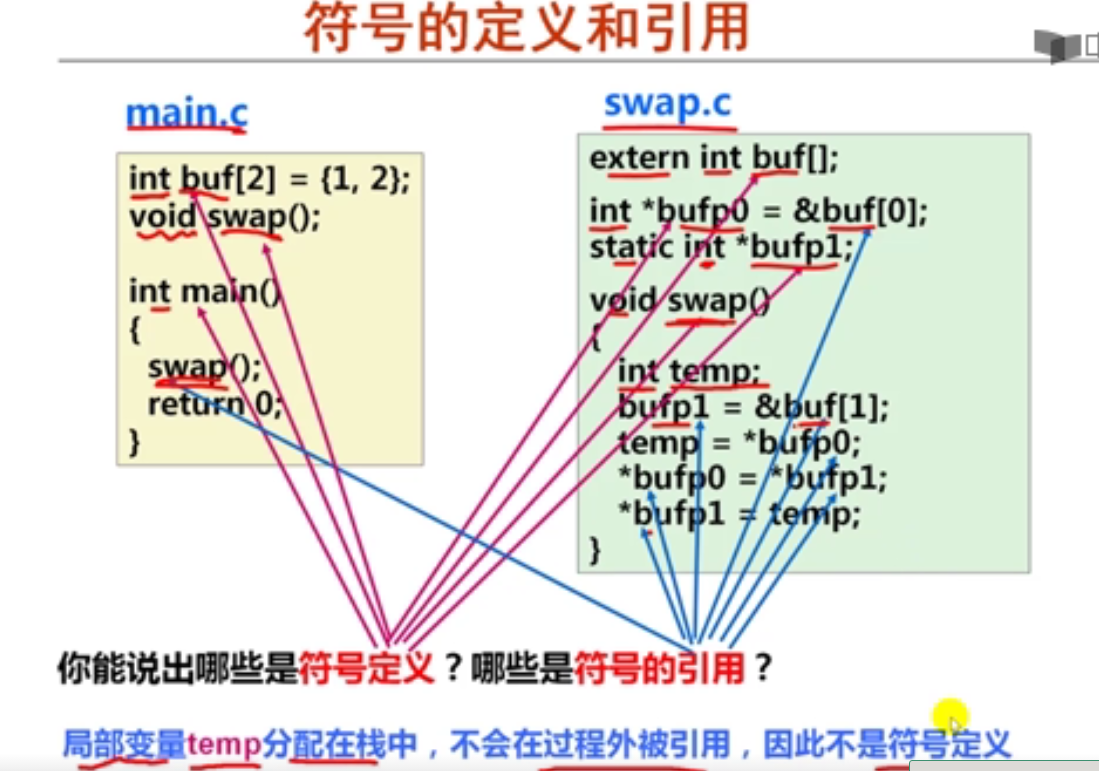 符号的定义和引用
main.c
int buf[2] = {1, 2};
void swap();
int main()
{
swap();
return 0;
}
swap.c
extern int buf[];
int *bufp0 = &buf[0];
static int *bufp1;
void swap()
{
int temp;
bufp1 = &buf[1];
temp = *bufp0;
*bufp0 = *bufp1;
*bufp1 = temp;
}
你能说出哪些是符号定义？哪些是符号的引用？
局部变量temp分配在栈中，不会在过程外被引用，因此不是符号定义